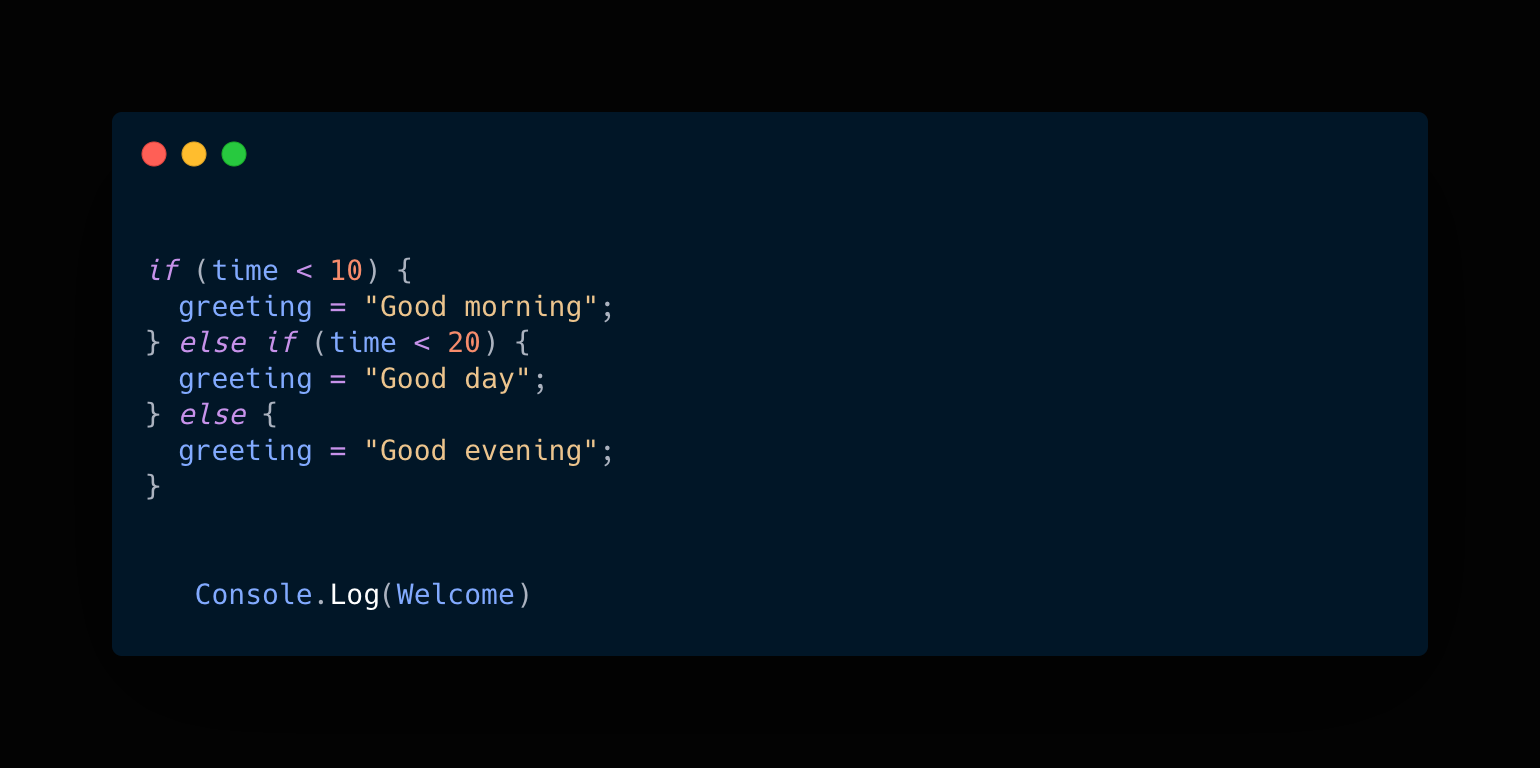 if (time < 10) {
  greeting = "Good morning";
} else if (time < 20) {
  greeting = "Good day";
} else {
  greeting = "Good evening";
}
   Console.Log(Welcome)